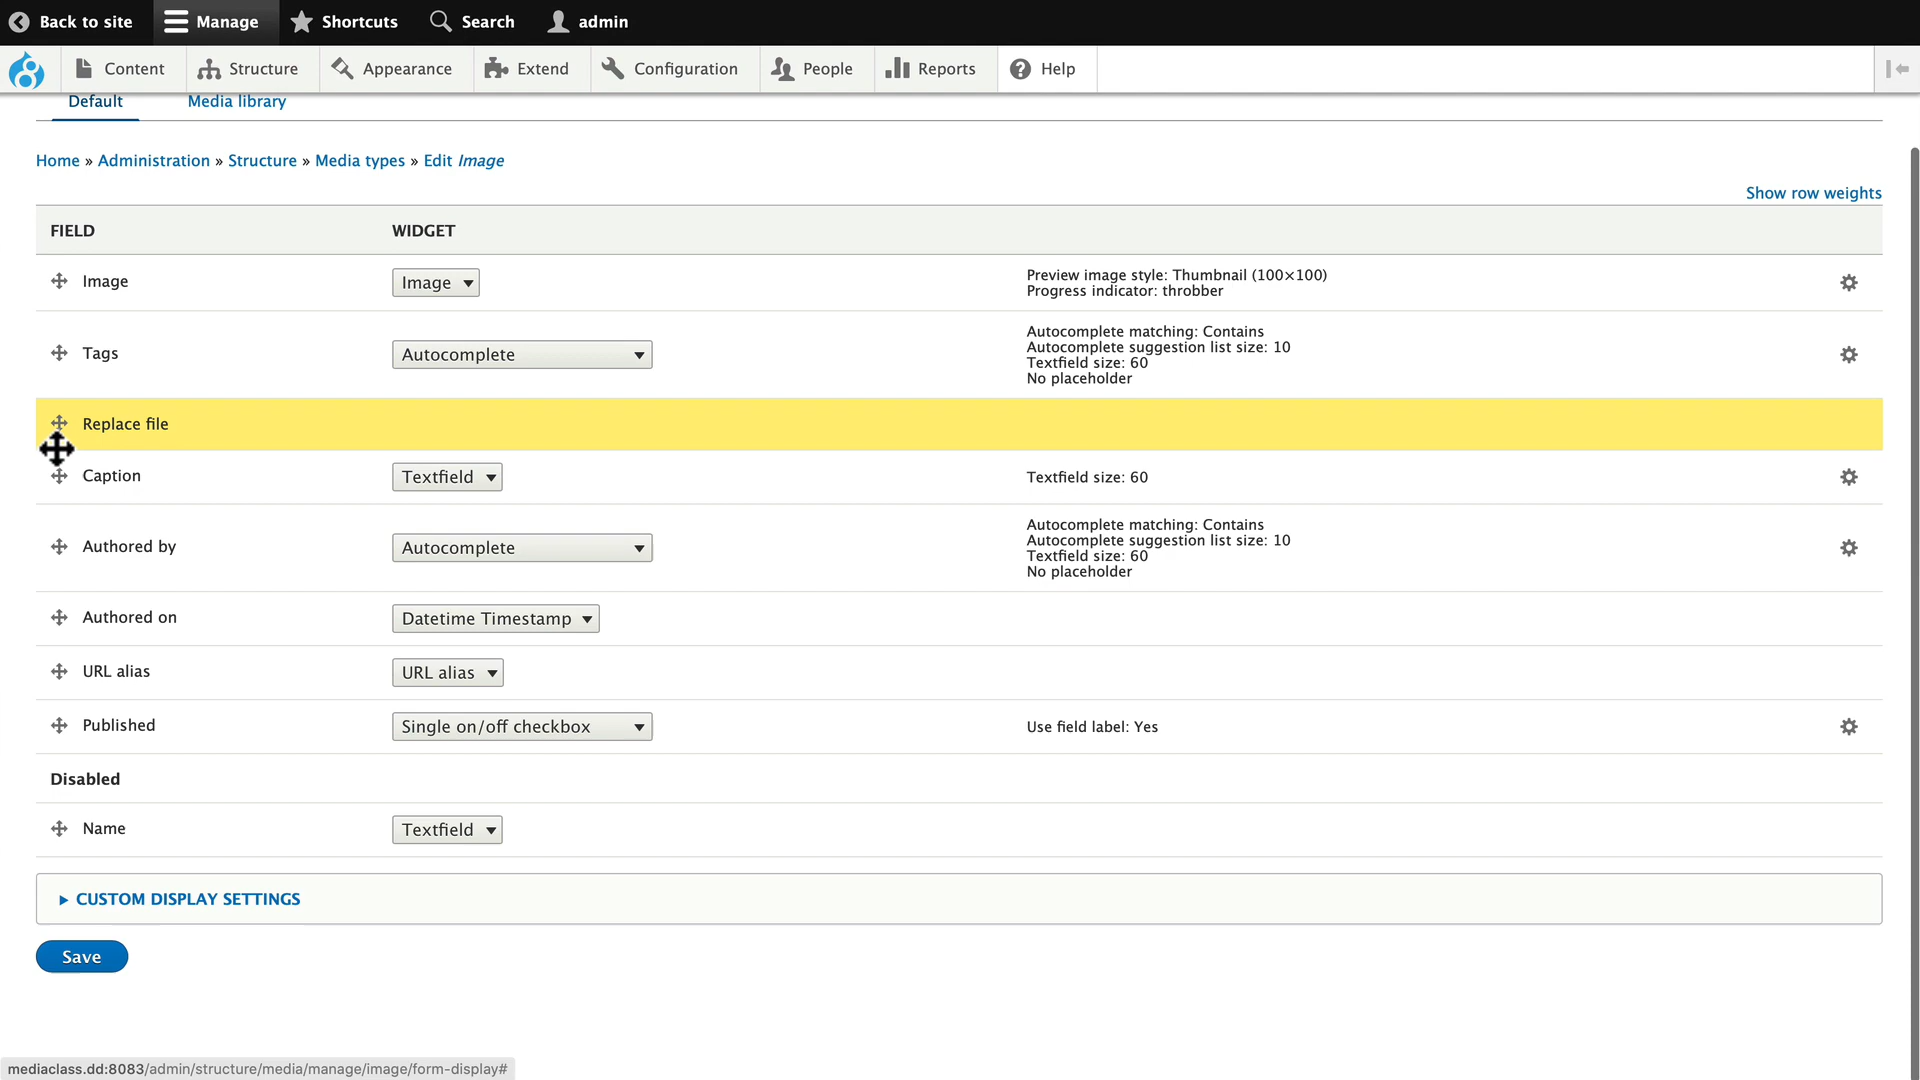 Back to site
Manage
Shortcuts
Search
admin
Content
Structure
Appearance
Extend
Configuration
People
Reports
Help
Default
Media library
Home » Administration » Structure » Media types » Edit Image
Show row weights
FIELD
WIDGET
Image
Image
Preview image style: Thumbnail (100×100)
Progress indicator: throbber
Tags
Autocomplete
Autocomplete matching: Contains
Autocomplete suggestion list size: 10
Textfield size: 60
No placeholder
Replace file
Caption
Textfield
Textfield size: 60
Authored by
Autocomplete
Autocomplete matching: Contains
Autocomplete suggestion list size: 10
Textfield size: 60
No placeholder
Authored on
Datetime Timestamp
URL alias
URL alias
Published
Single on/off checkbox
Use field label: Yes
Disabled
Name
Textfield
CUSTOM DISPLAY SETTINGS
Save
mediaclass.dd:8083/admin/structure/media/manage/image/form-display#